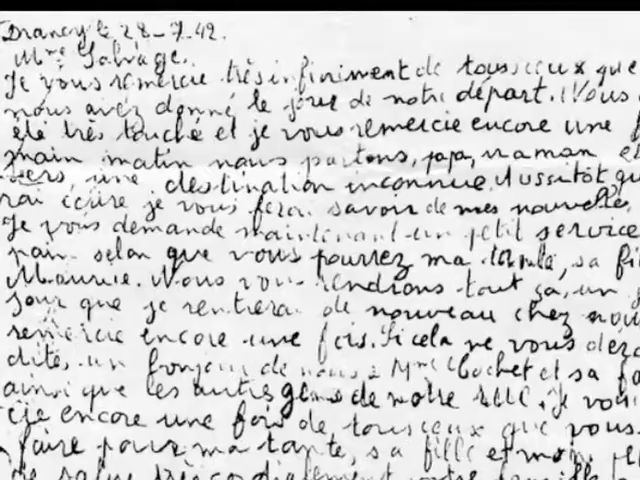 Drancy le 28-7-42.
Mme Salvage.
Je vous remercie très infiniment de tous ceux que
nous avez donné le jour de notre départ. Vous
été très touché et je vous remercie encore une f
main matin nous partons, papa, maman et
vers une destination inconnue. Aussitôt qu
rai écrire je vous ferai savoir de mes nouvelles.
Je vous demande maintenant un petit service
pain selon que vous pourrez ma tante, sa fil
Maurice. Nous vous rendrons tout ça, un
jour que je rentrerai de nouveau chez nou
remercie encore une fois. Si cela ne vous
dites un bonjour de nous à Mme et sa
ainsi que les autres gens de notre rue. Je vou
cie encore une fois de tous ceux que vous
faire pour ma tante, sa fille et moi.
cordialement votre